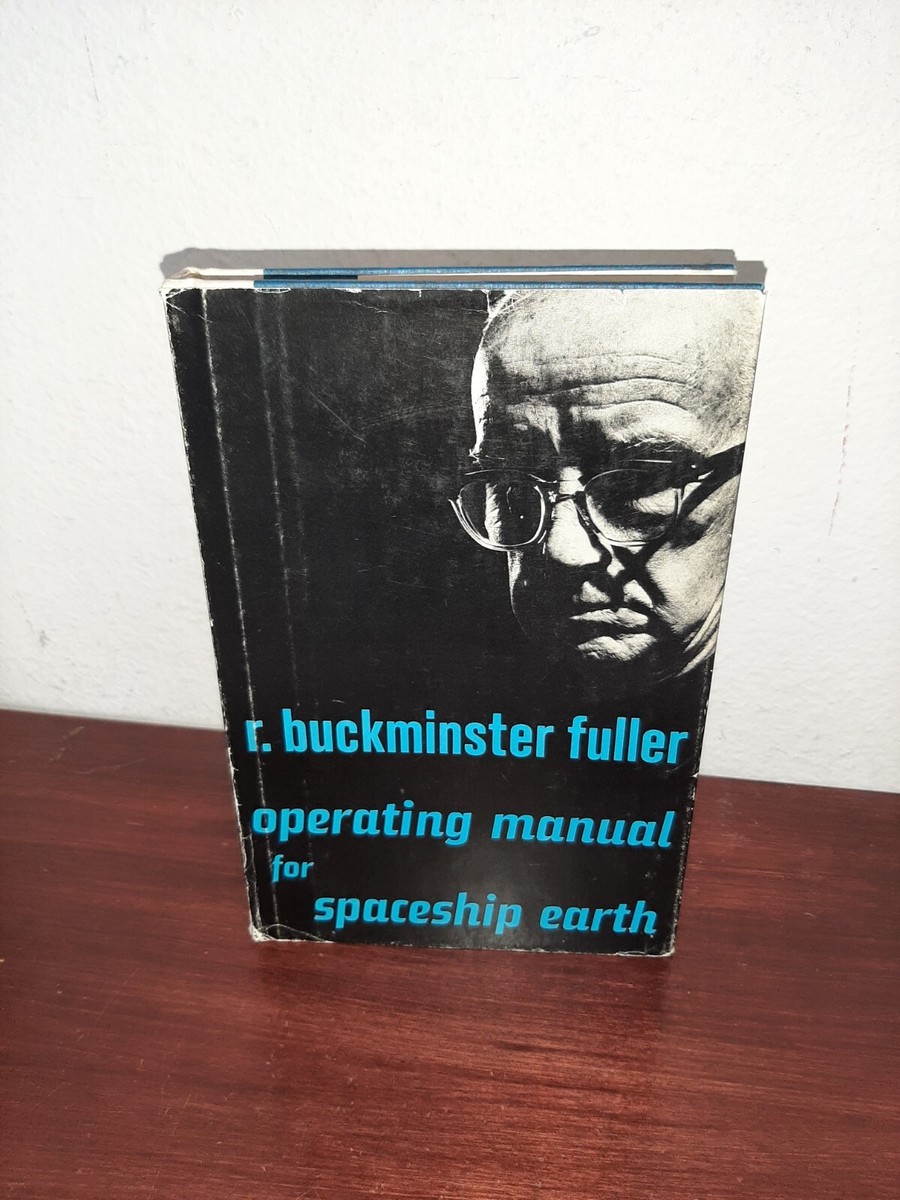 r. buckminster fuller
operating manual
for
spaceship earth